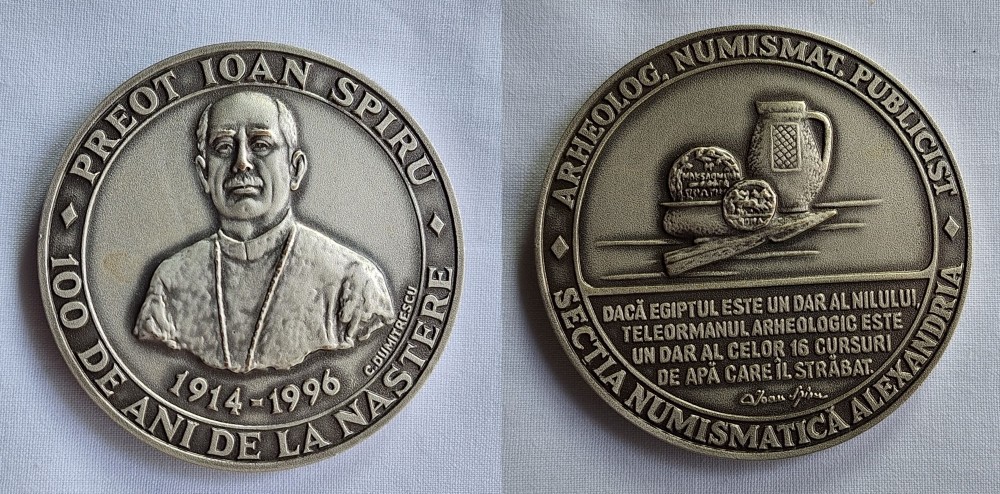 PREOT IOAN SPIRU
100 DE ANI DE LA NASTERE
C.DUMITRESCU
1914-1996
ARHEOLOG, NUMISMAT, PUBLICIST
DACĂ EGIPTUL ESTE UN DAR AL NILULUI,
TELEORMANUL ARHEOLOGIC ESTE
UN DAR AL CELOR 16 CURSURI
DE APĂ CARE ÎL STRĂBAT.
Ioan Spiru
SECTIA NUMISMATICĂ ALEXANDRIA